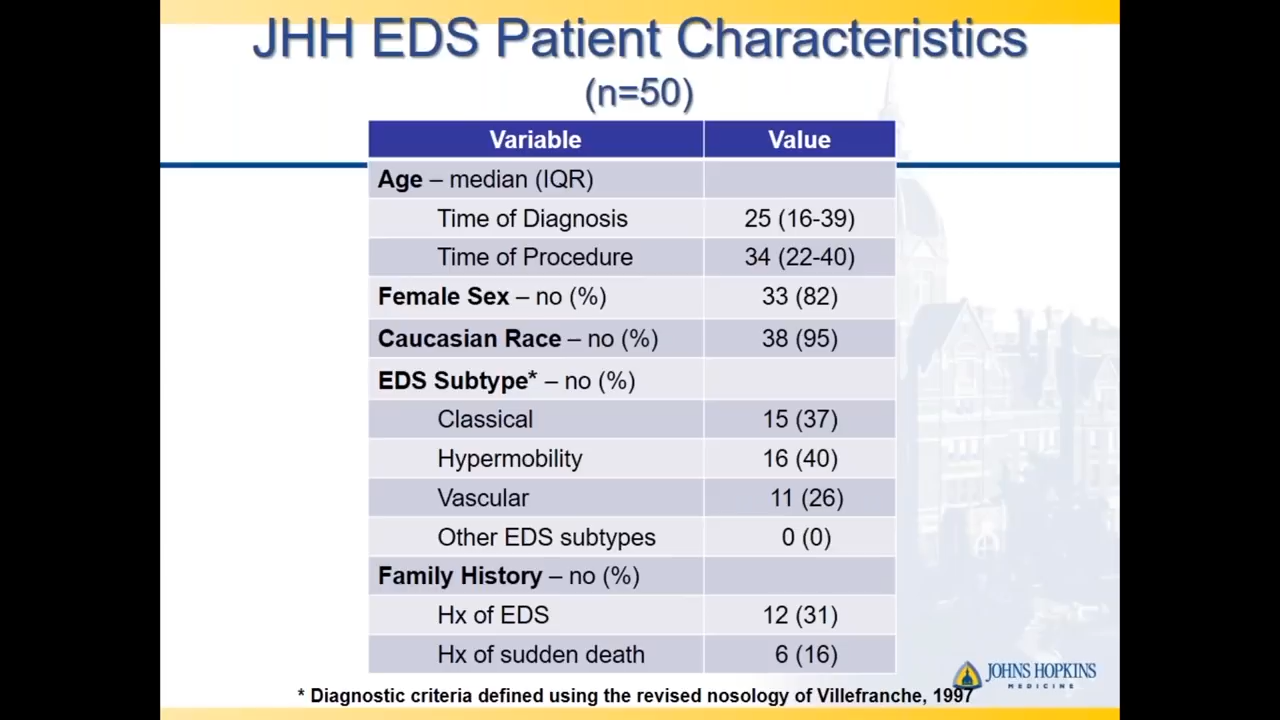 JHH EDS Patient Characteristics
(n=50)
Variable Value
Age – median (IQR)
Time of Diagnosis 25 (16-39)
Time of Procedure 34 (22-40)
Female Sex – no (%) 33 (82)
Caucasian Race – no (%) 38 (95)
EDS Subtype* – no (%)
Classical 15 (37)
Hypermobility 16 (40)
Vascular 11 (26)
Other EDS subtypes 0 (0)
Family History – no (%)
Hx of EDS 12 (31)
Hx of sudden death 6 (16)
JOHNS HOPKINS
MEDICINE
* Diagnostic criteria defined using the revised nosology of Villefranche, 1997